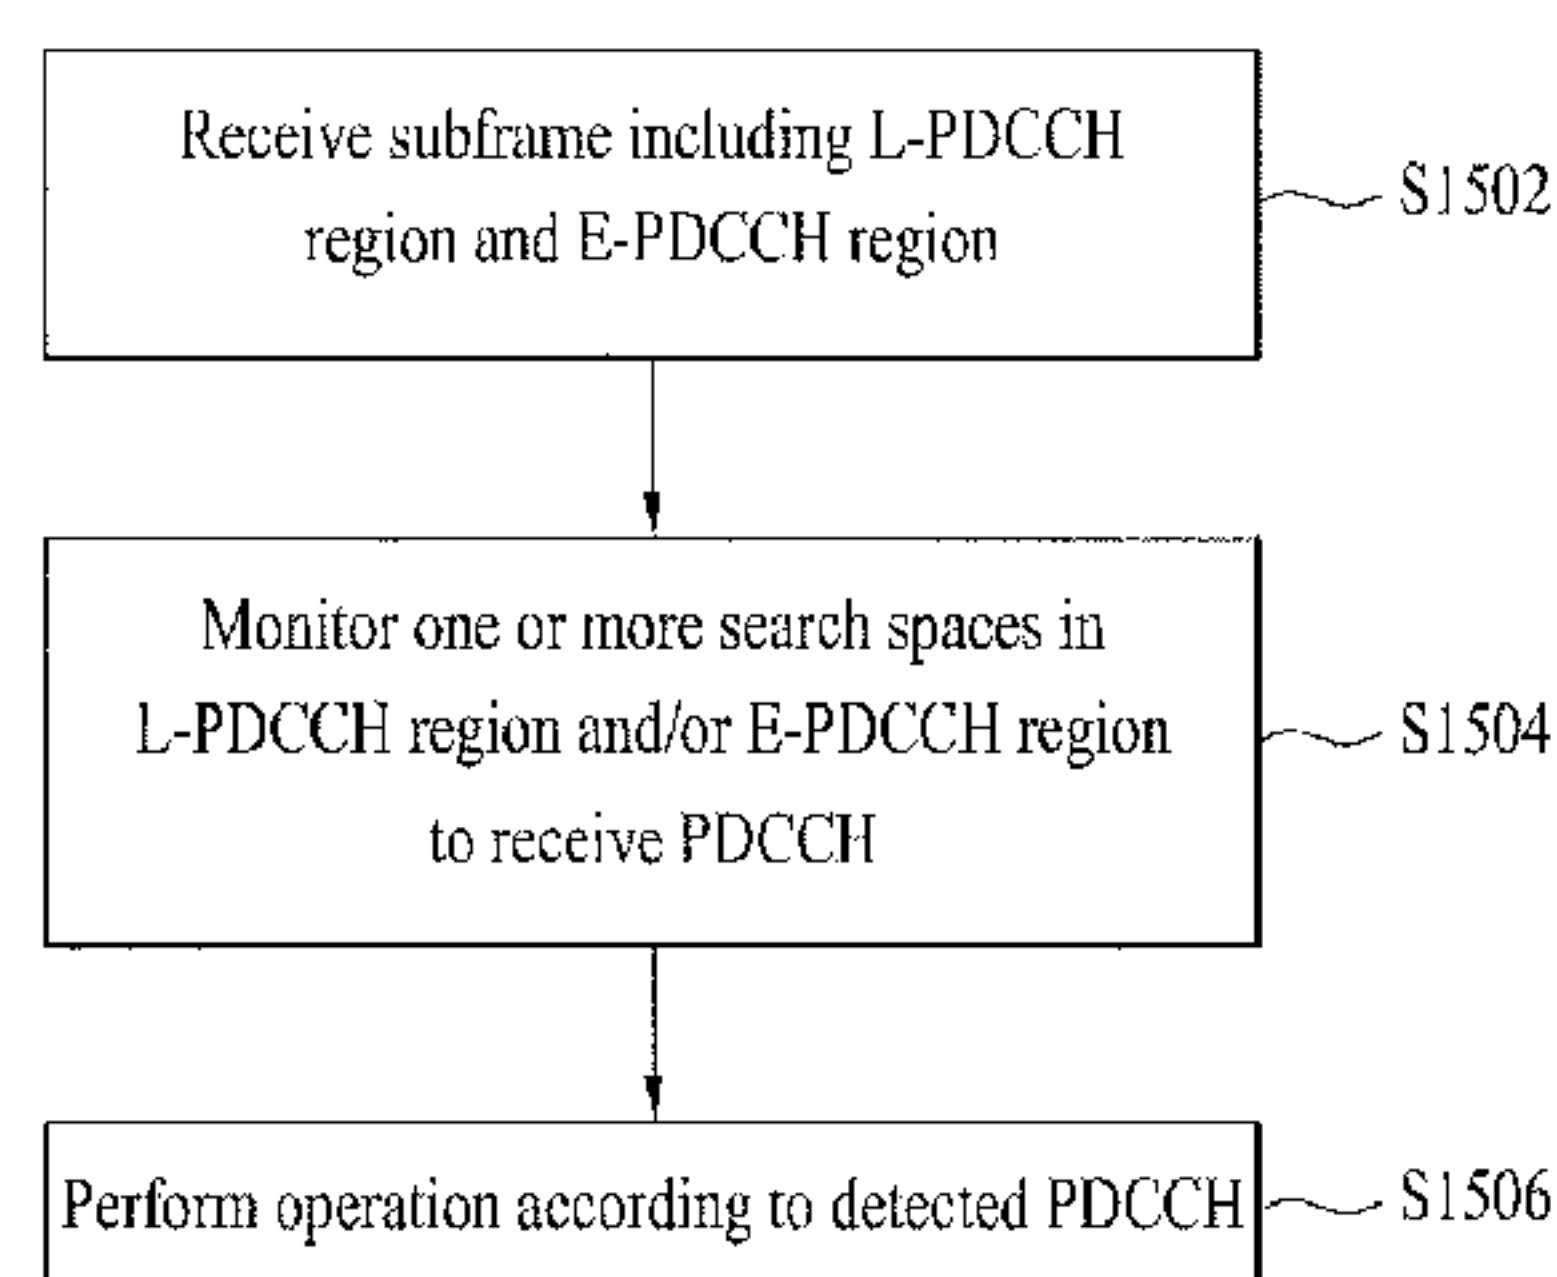 Receive subframe including L-PDCCH
region and E-PDCCH region
S1502
Monitor one or more search spaces in
L-PDCCH region and/or E-PDCCH region
to receive PDCCH
S1504
Perform operation according to detected PDCCH
S1506